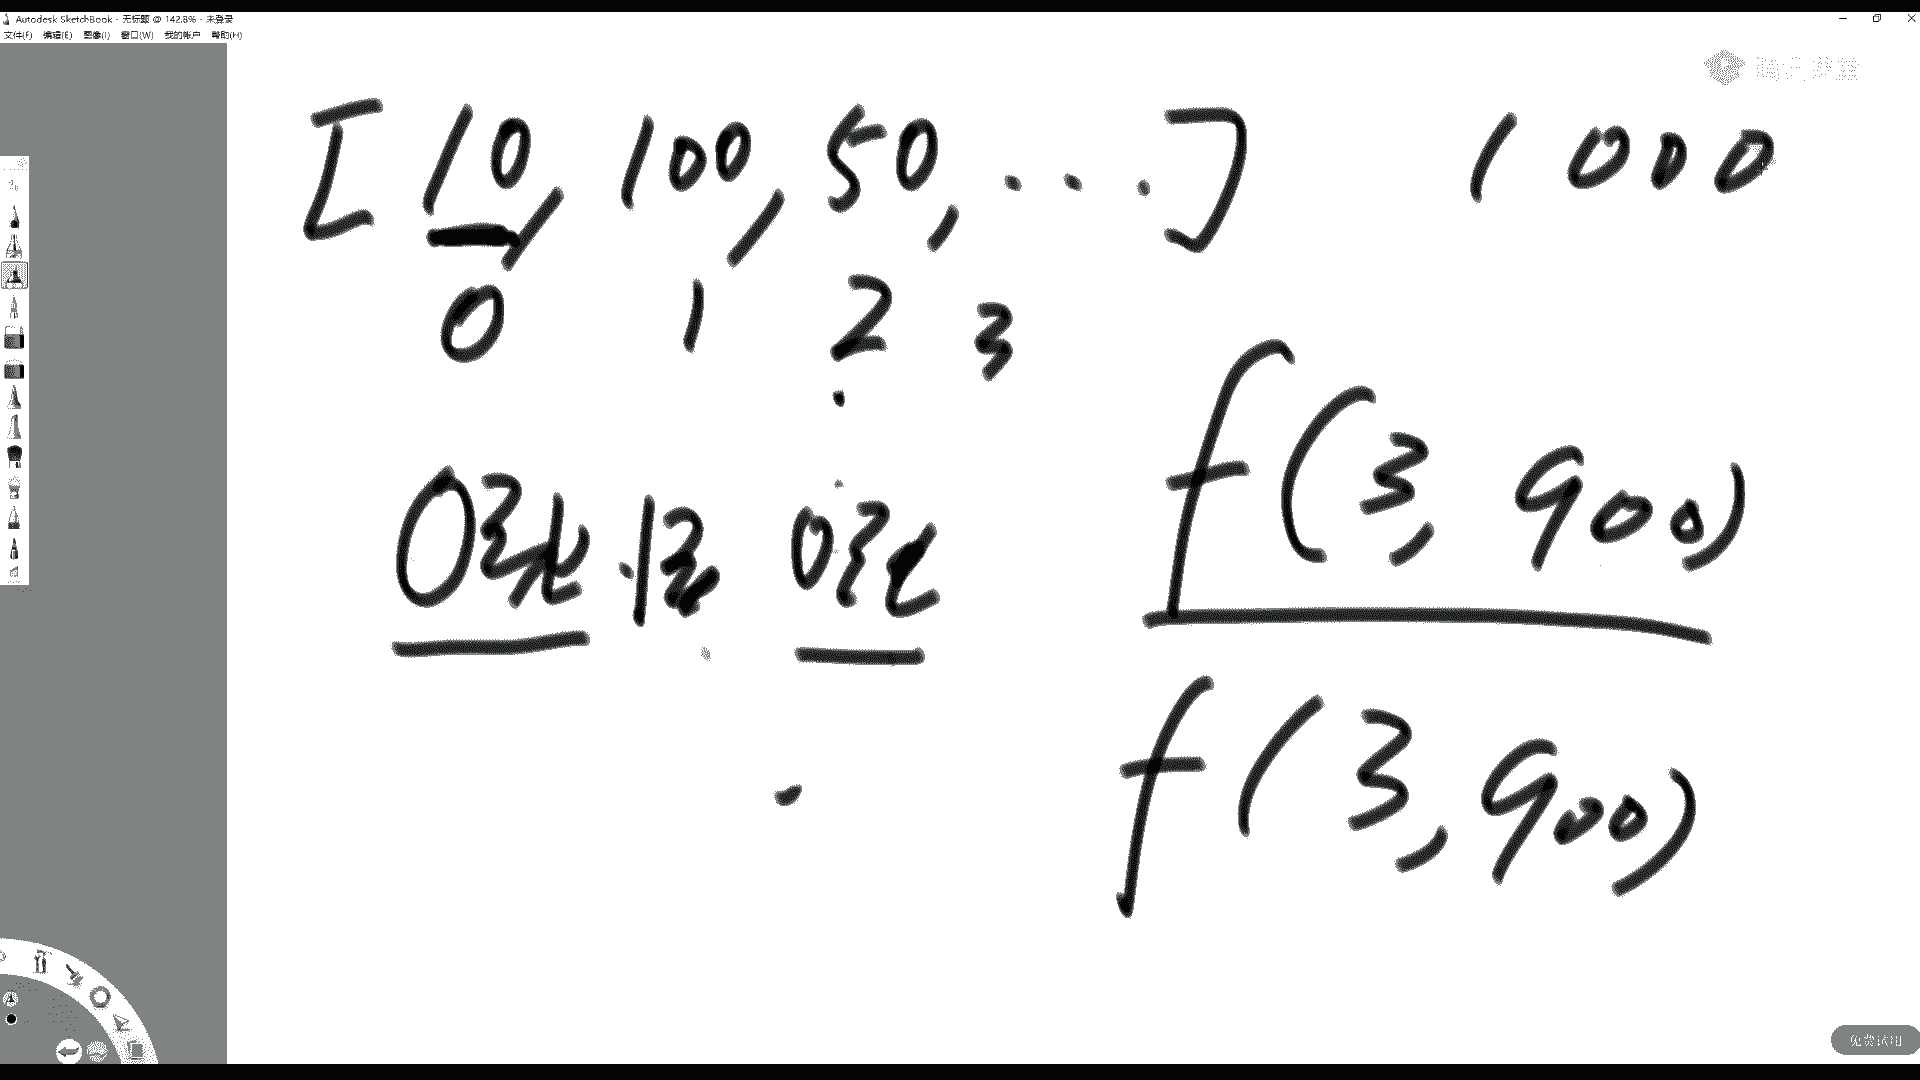 Autodesk SketchBook - 无标题 @ 142.8% - 未登录
文件(F) 编辑(E) 图像(I) 窗口(W) 我的帐户 帮助(H)
[10, 100, 50, ...] 1000
0 1 2 3
f(3, 900)
0张 1张 0张
f(3, 900)
免费试用